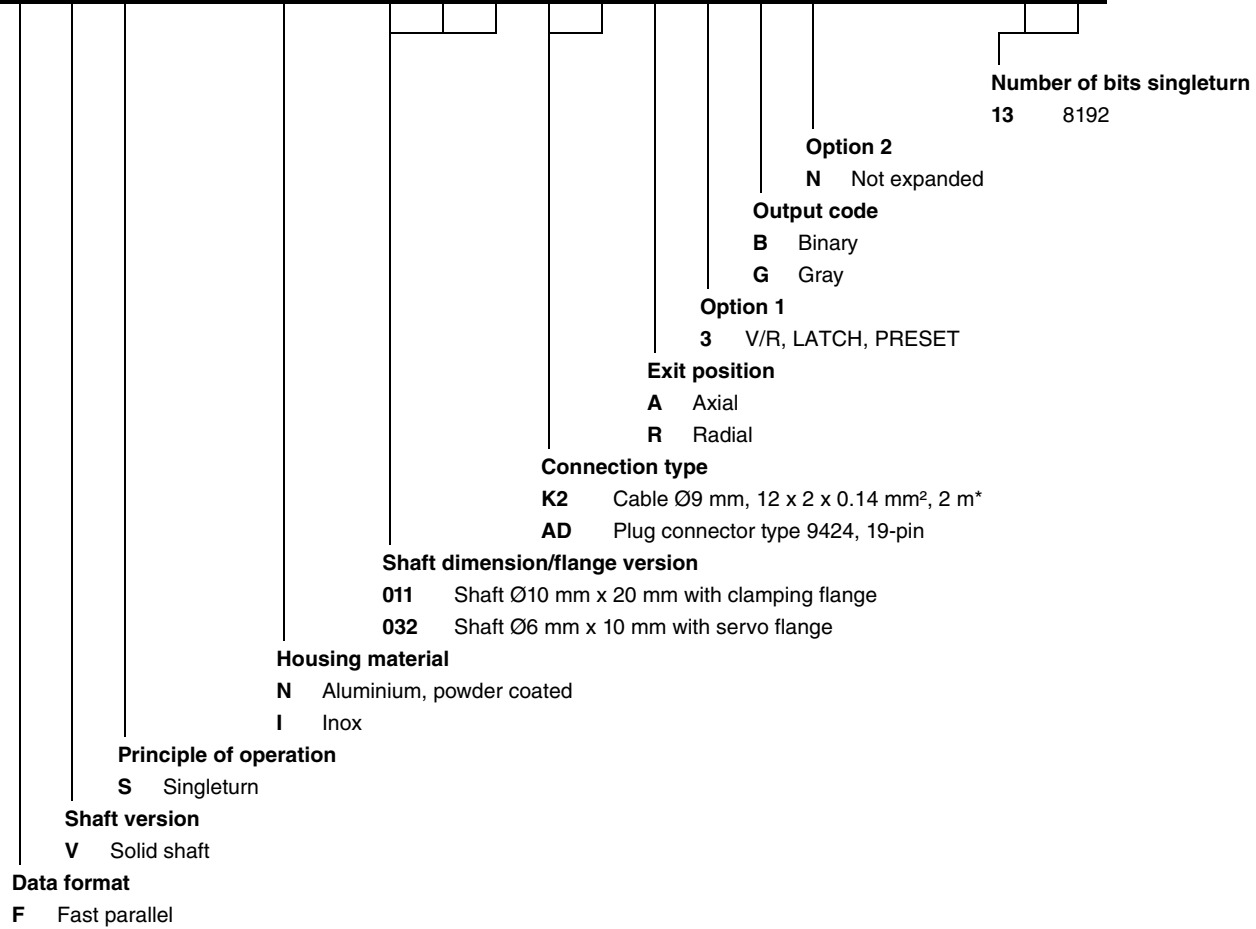 Number of bits singleturn
13 8192
Option 2
N Not expanded
Output code
B Binary
G Gray
Option 1
3 V/R, LATCH, PRESET
Exit position
A Axial
R Radial
Connection type
K2 Cable Ø9 mm, 12 x 2 x 0.14 mm², 2 m*
AD Plug connector type 9424, 19-pin
Shaft dimension/flange version
011 Shaft Ø10 mm x 20 mm with clamping flange
032 Shaft Ø6 mm x 10 mm with servo flange
Housing material
N Aluminium, powder coated
I Inox
Principle of operation
S Singleturn
Shaft version
V Solid shaft
Data format
F Fast parallel